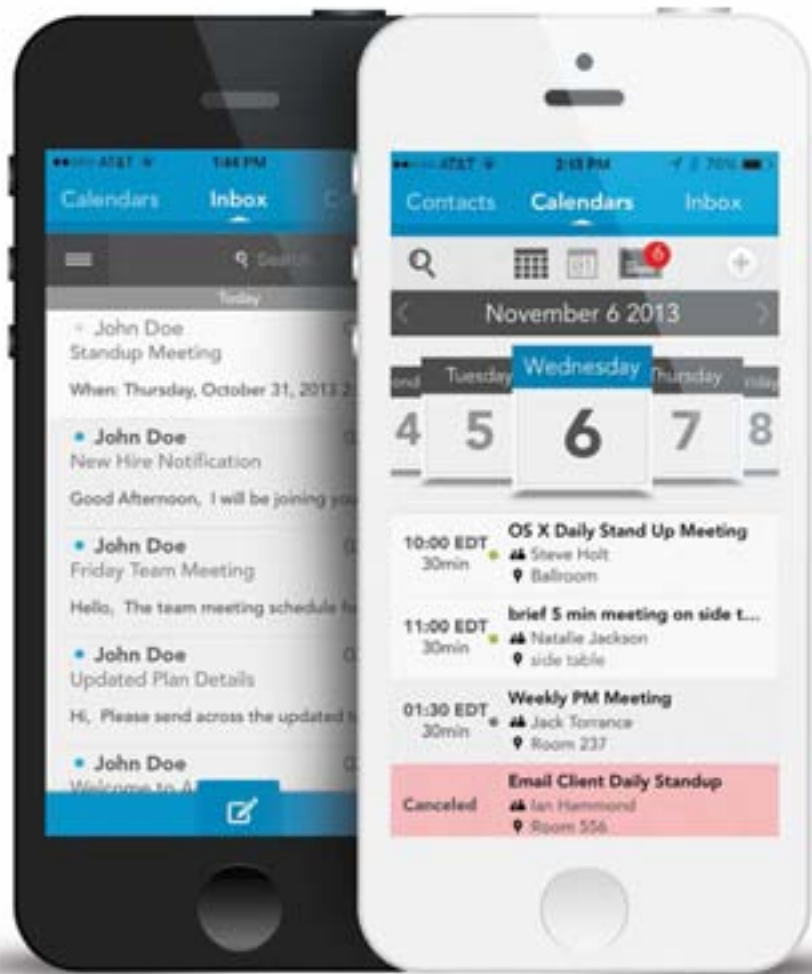 AT&T
1:44 PM
Calendars Inbox
Search
Today
John Doe
Standup Meeting
When: Thursday, October 31, 2013 2
John Doe
New Hire Notification
Good Afternoon, I will be joining you
John Doe
Friday Team Meeting
Hello, The team meeting schedule fo
John Doe
Updated Plan Details
Hi, Please send across the updated
John Doe
Welcome to A
AT&T
2:15 PM
70%
Contacts Calendars Inbox
6
November 6 2013
Tuesday Wednesday Thursday
4 5 6 7 8
OS X Daily Stand Up Meeting
10:00 EDT
Steve Holt
30min
Ballroom
brief 5 min meeting on side t...
11:00 EDT
Natalie Jackson
30min
side table
Weekly PM Meeting
01:30 EDT
Jack Torrance
30min
Room 237
Email Client Daily Standup
Canceled
Ian Hammond
Room 556